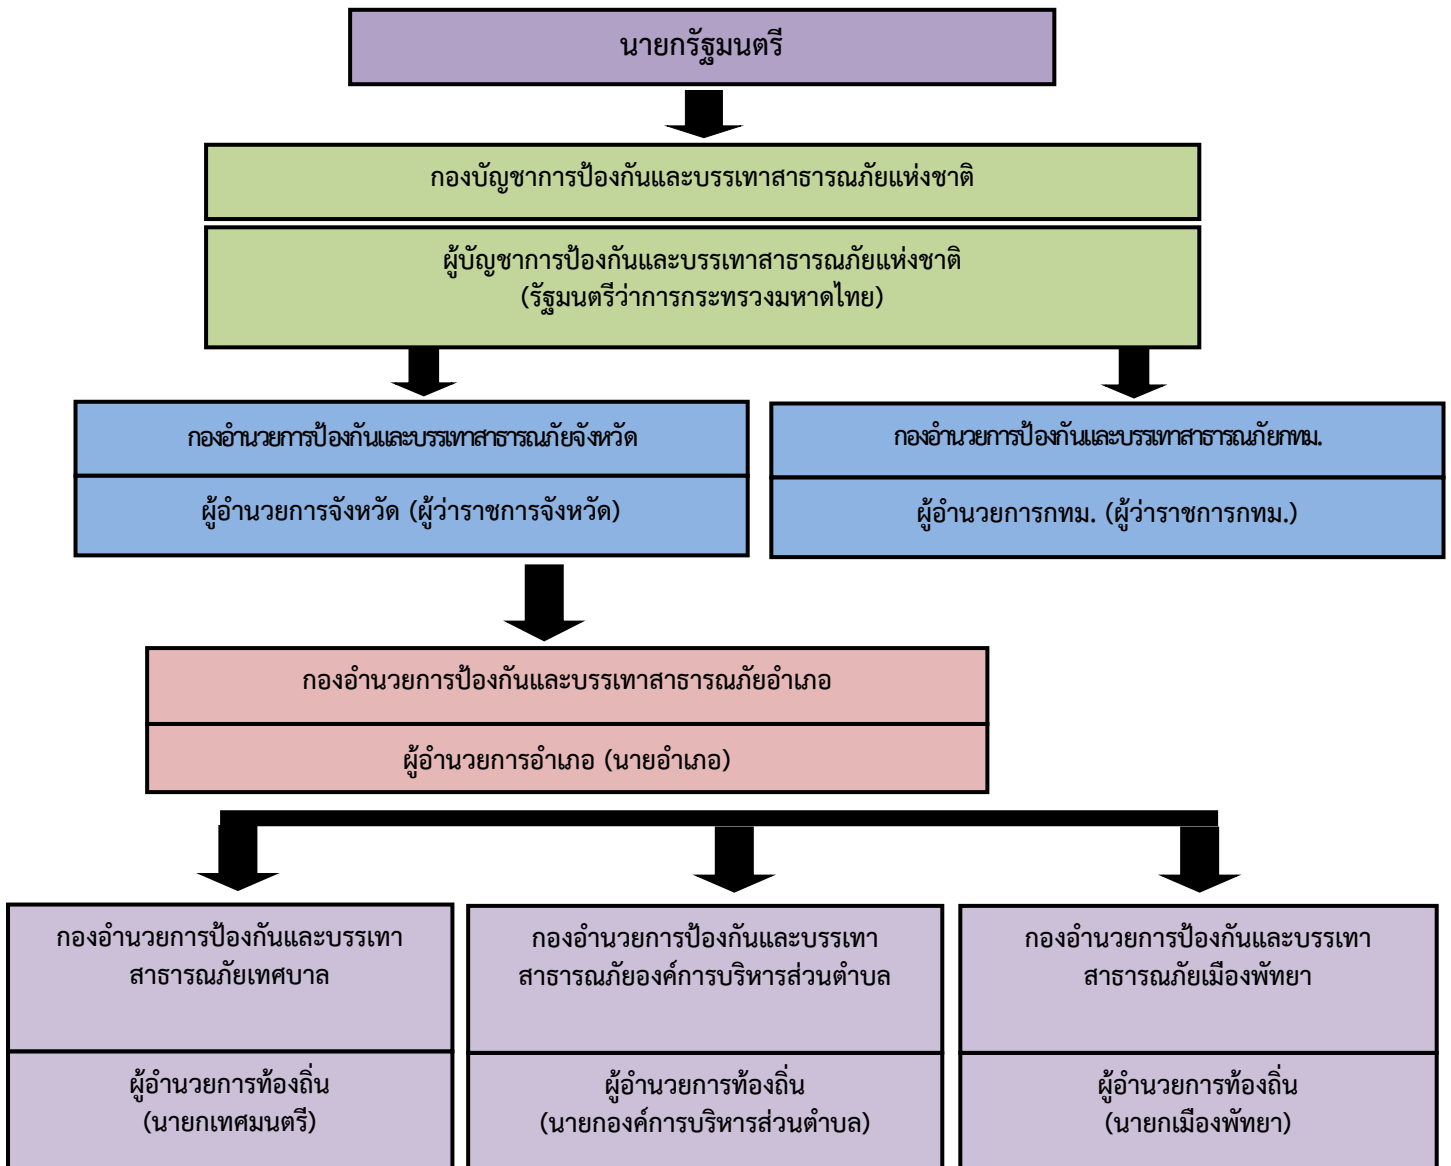 นายกรัฐมนตรี
กองบัญชาการป้องกันและบรรเทาสาธารณภัยแห่งชาติ
ผู้บัญชาการป้องกันและบรรเทาสาธารณภัยแห่งชาติ
(รัฐมนตรีว่าการกระทรวงมหาดไทย)
กองอำนวยการป้องกันและบรรเทาสาธารณภัยจังหวัด
ผู้อำนวยการจังหวัด (ผู้ว่าราชการจังหวัด)
กองอำนวยการป้องกันและบรรเทาสาธารณภัยกทม.
ผู้อำนวยการกทม. (ผู้ว่าราชการกทม.)
กองอำนวยการป้องกันและบรรเทาสาธารณภัยอำเภอ
ผู้อำนวยการอำเภอ (นายอำเภอ)
กองอำนวยการป้องกันและบรรเทา
สาธารณภัยเทศบาล
ผู้อำนวยการท้องถิ่น
(นายกเทศมนตรี)
กองอำนวยการป้องกันและบรรเทา
สาธารณภัยองค์การบริหารส่วนตำบล
ผู้อำนวยการท้องถิ่น
(นายกองค์การบริหารส่วนตำบล)
กองอำนวยการป้องกันและบรรเทา
สาธารณภัยเมืองพัทยา
ผู้อำนวยการท้องถิ่น
(นายกเมืองพัทยา)